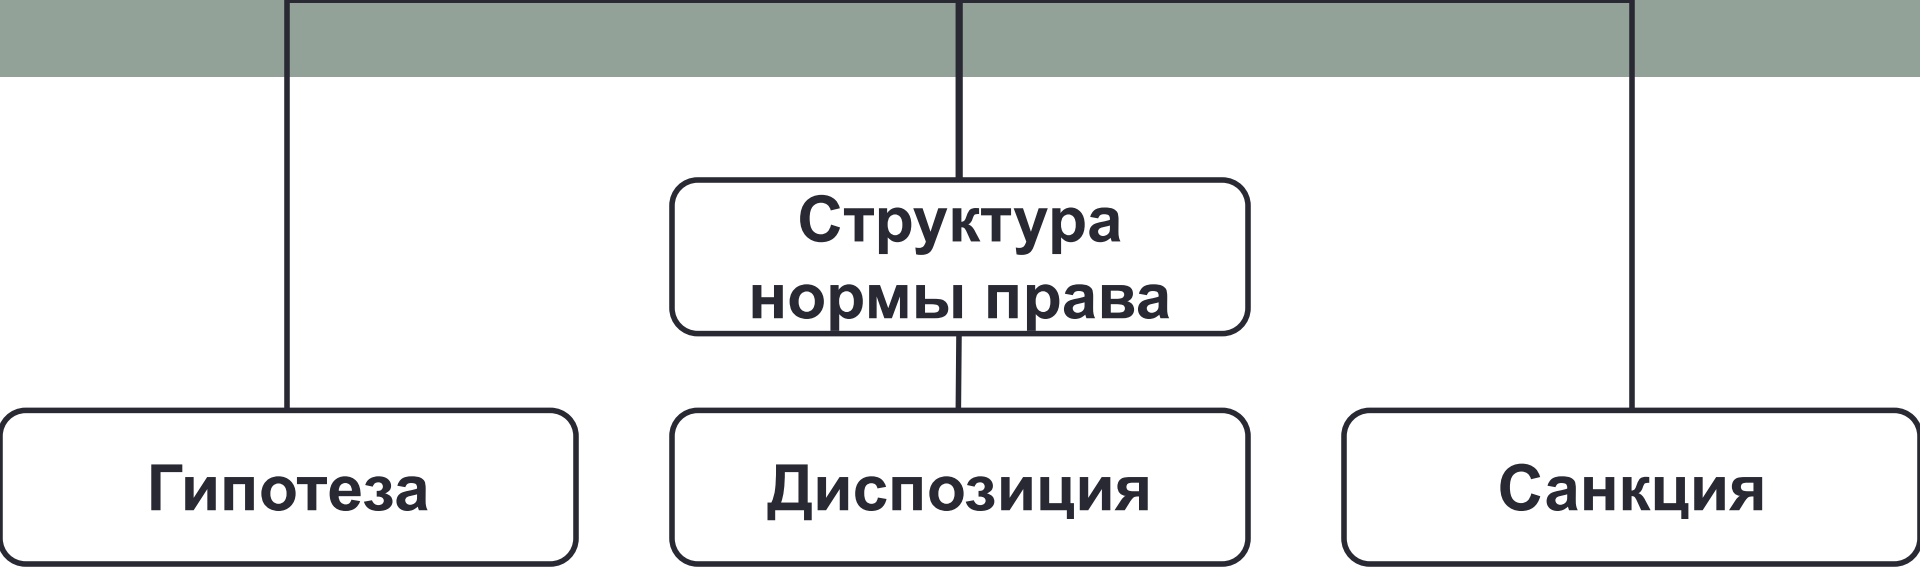 Структура
нормы права
Гипотеза
Диспозиция
Санкция